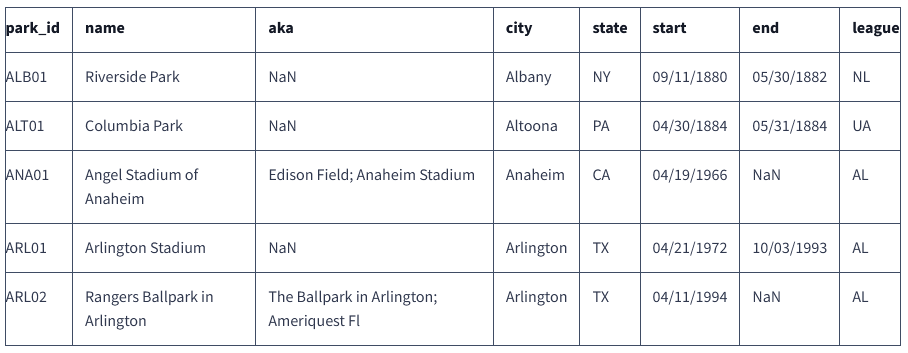 park_id name aka city state start end league
ALB01 Riverside Park NaN Albany NY 09/11/1880 05/30/1882 NL
ALT01 Columbia Park NaN Altoona PA 04/30/1884 05/31/1884 UA
ANA01 Angel Stadium of Edison Field; Anaheim Stadium Anaheim CA 04/19/1966 NaN AL
Anaheim
ARL01 Arlington Stadium NaN Arlington TX 04/21/1972 10/03/1993 AL
ARL02 Rangers Ballpark in The Ballpark in Arlington; Arlington TX 04/11/1994 NaN AL
Arlington Ameriquest Fl